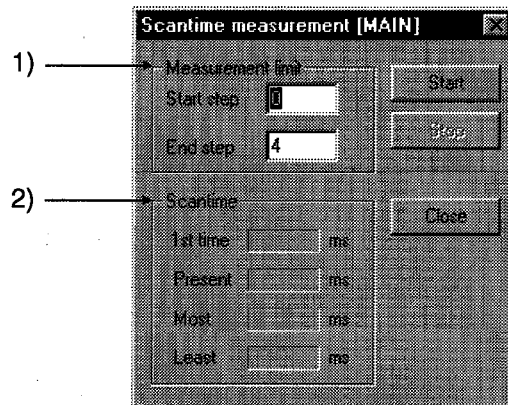 Scantime measurement [MAIN]
1)
Measurement limit
Start step 0
End step 4
Start
Stop
2)
Scantime
1st time ms
Present ms
Most ms
Least ms
Close